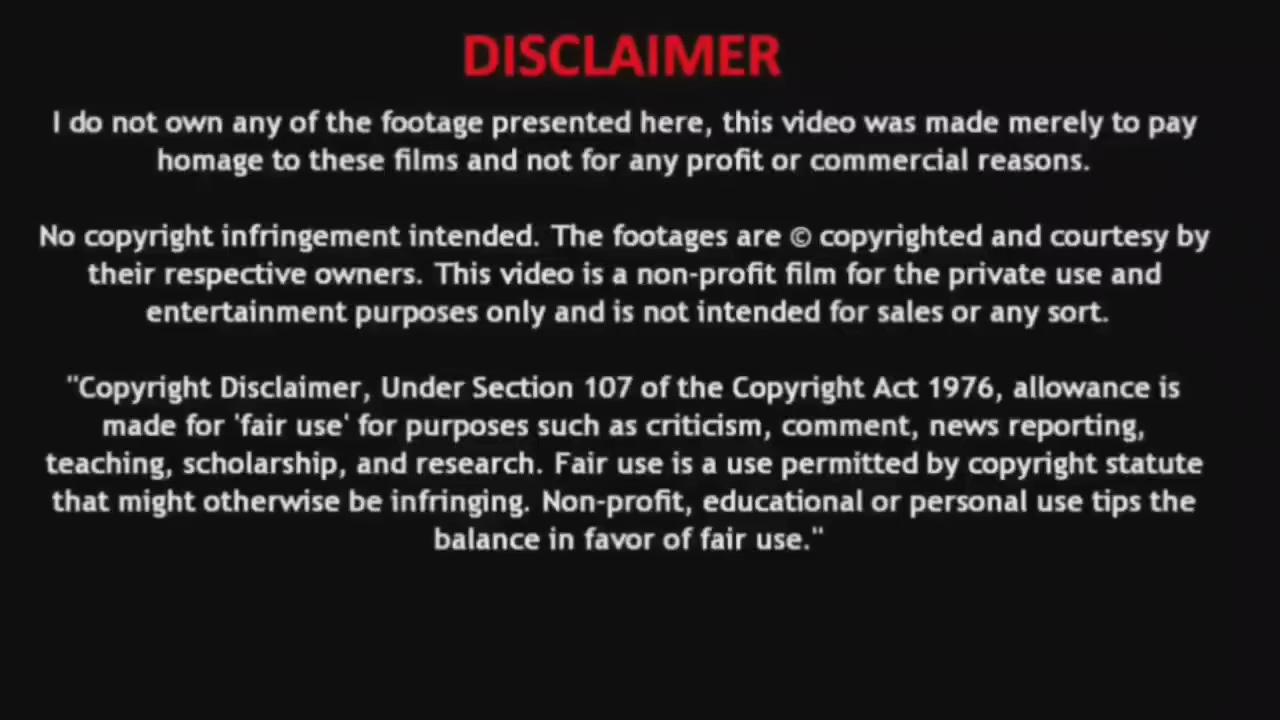 DISCLAIMER
I do not own any of the footage presented here, this video was made merely to pay
homage to these films and not for any profit or commercial reasons.
No copyright infringement intended. The footages are © copyrighted and courtesy by
their respective owners. This video is a non-profit film for the private use and
entertainment purposes only and is not intended for sales or any sort.
"Copyright Disclaimer, Under Section 107 of the Copyright Act 1976, allowance is
made for 'fair use' for purposes such as criticism, comment, news reporting,
teaching, scholarship, and research. Fair use is a use permitted by copyright statute
that might otherwise be infringing. Non-profit, educational or personal use tips the
balance in favor of fair use."